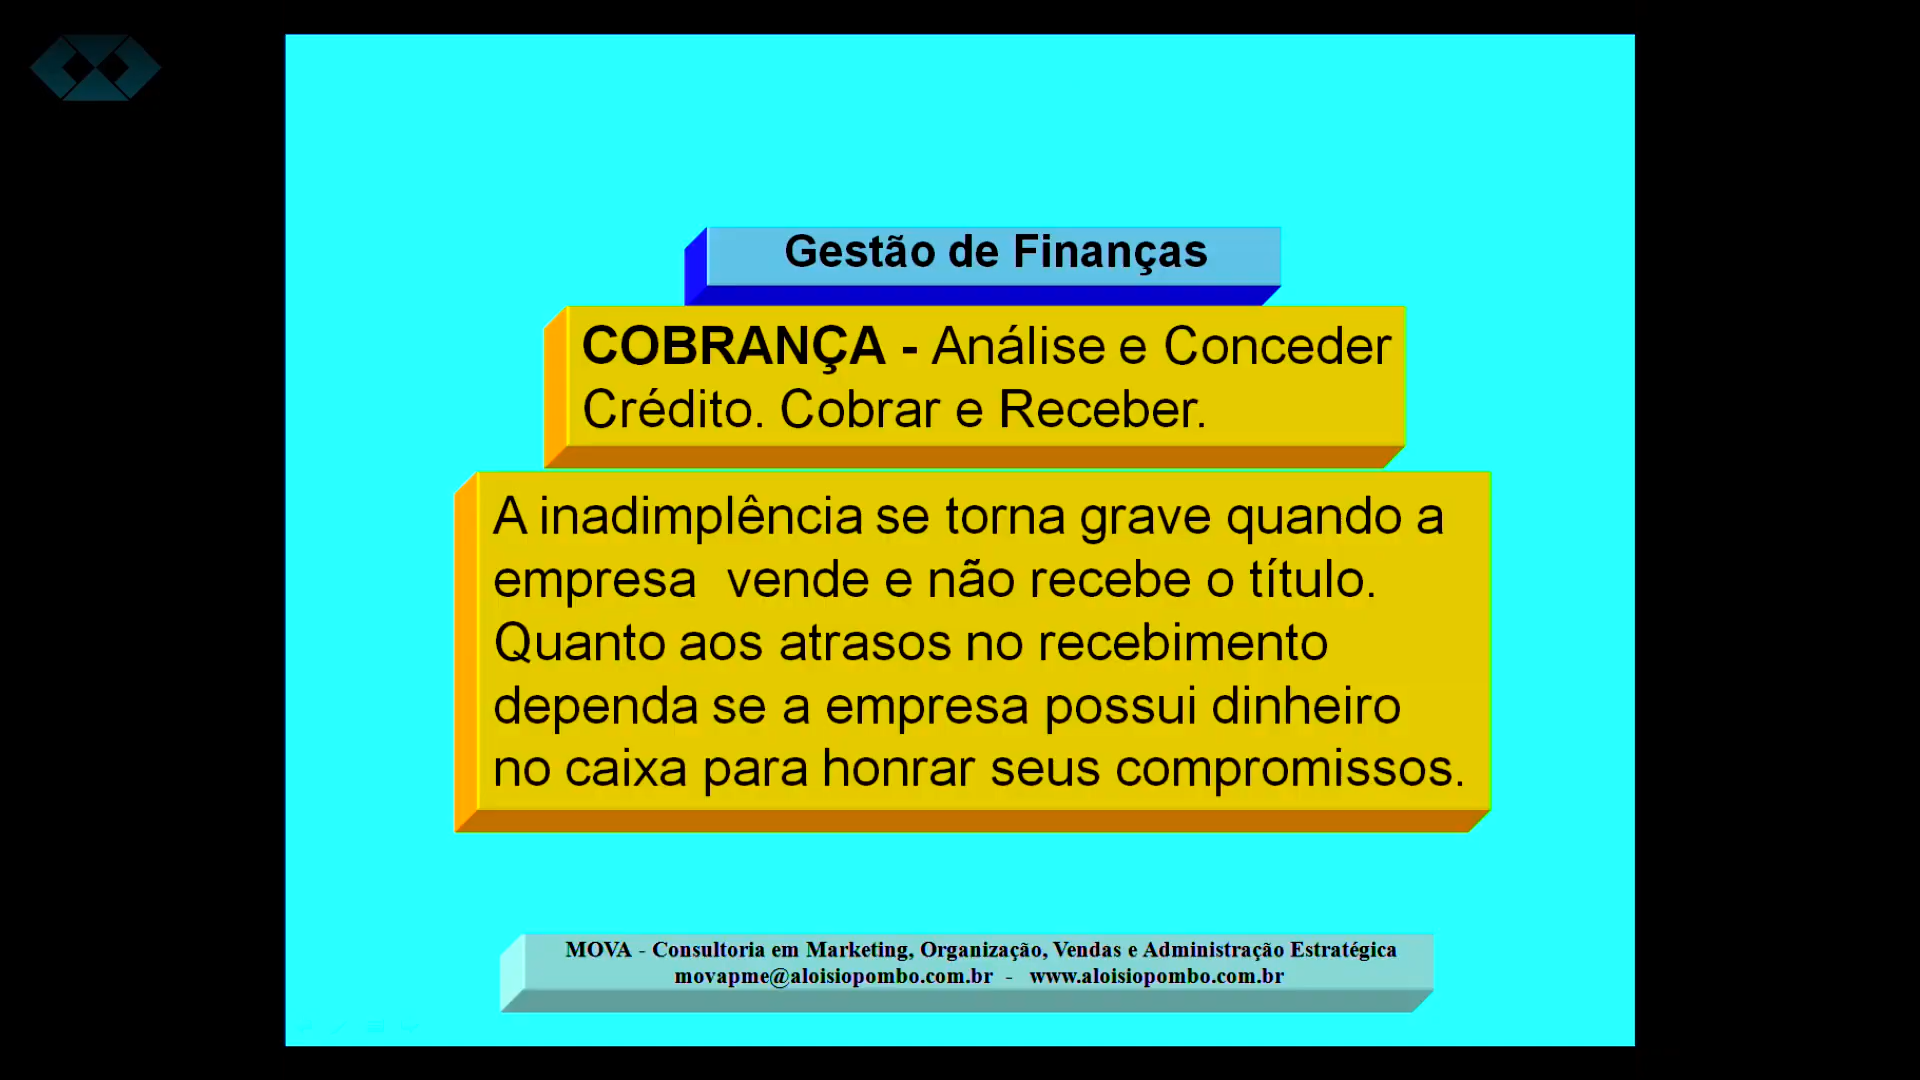 Gestão de Finanças
COBRANÇA - Análise e Conceder
Crédito. Cobrar e Receber.
A inadimplência se torna grave quando a
empresa  vende e não recebe o título.
Quanto aos atrasos no recebimento
dependa se a empresa possui dinheiro
no caixa para honrar seus compromissos.
MOVA - Consultoria em Marketing, Organização, Vendas e Administração Estratégica
movapme@aloisiopombo.com.br  -  www.aloisiopombo.com.br